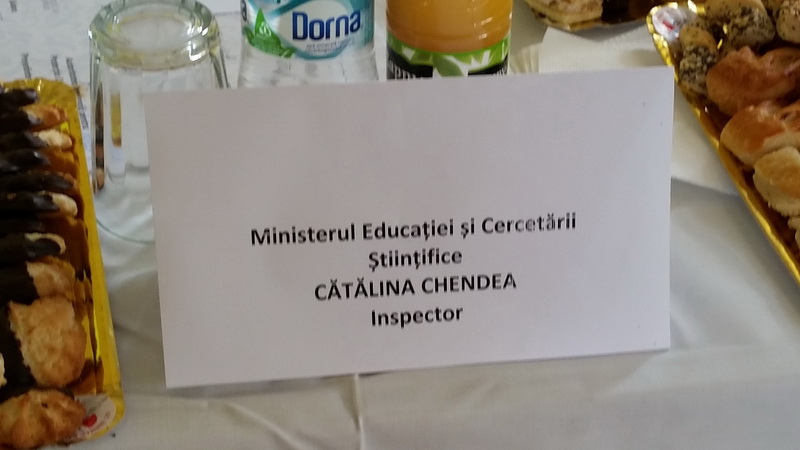 Dorna
Ministerul Educației și Cercetării
Științifice
CĂTĂLINA CHENDEA
Inspector